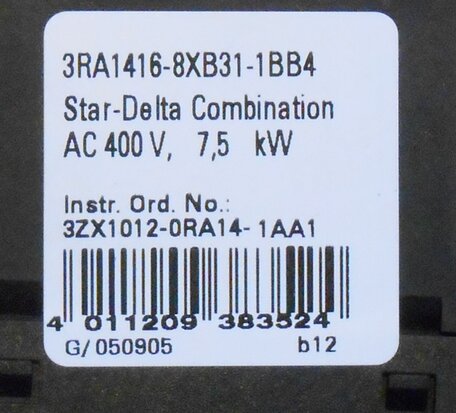 3RA1416-8XB31-1BB4
Star-Delta Combination
AC 400 V, 7,5 kW
Instr. Ord. No.:
3ZX1012-0RA14-1AA1
4 011209 383524
G/050905 b12